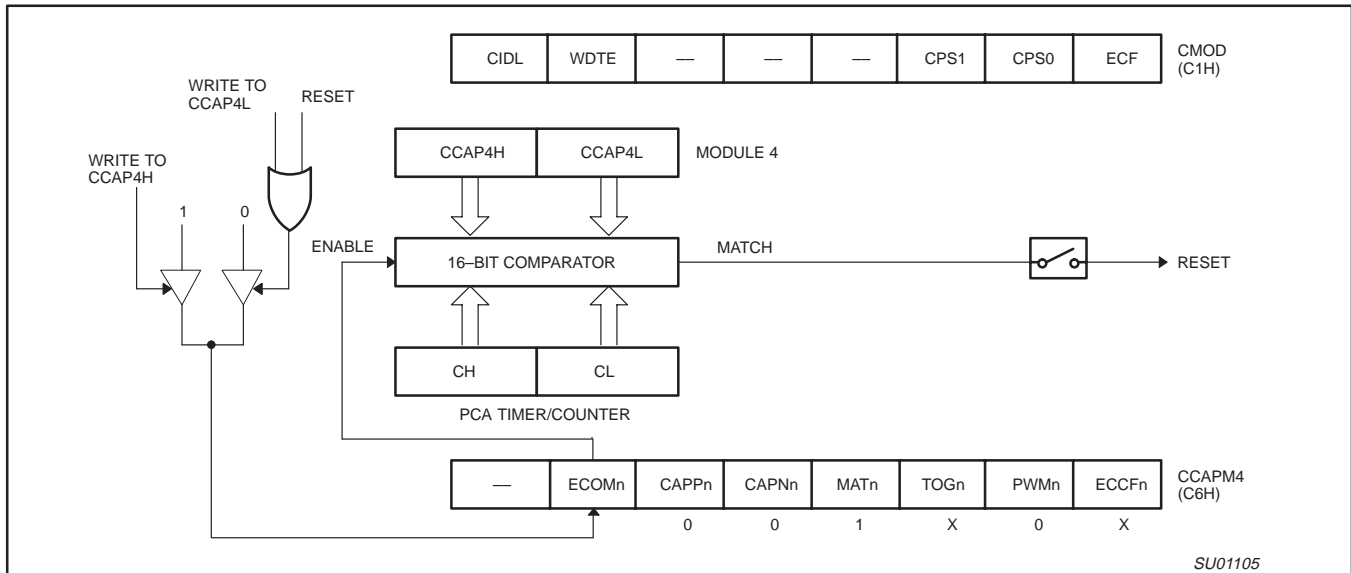 CIDL WDTE — — — CPS1 CPS0 ECF
CMOD
(C1H)
WRITE TO
CCAP4L
RESET
WRITE TO
CCAP4H
CCAP4H CCAP4L
MODULE 4
1 0
ENABLE
16–BIT COMPARATOR
MATCH
RESET
CH CL
PCA TIMER/COUNTER
— ECOMn CAPPn CAPNn MATn TOGn PWMn ECCFn
CCAPM4
(C6H)
0 0 1 X 0 X
SU01105